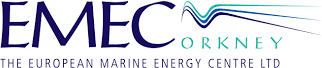 EMEC
ORKNEY
THE EUROPEAN MARINE ENERGY CENTRE LTD